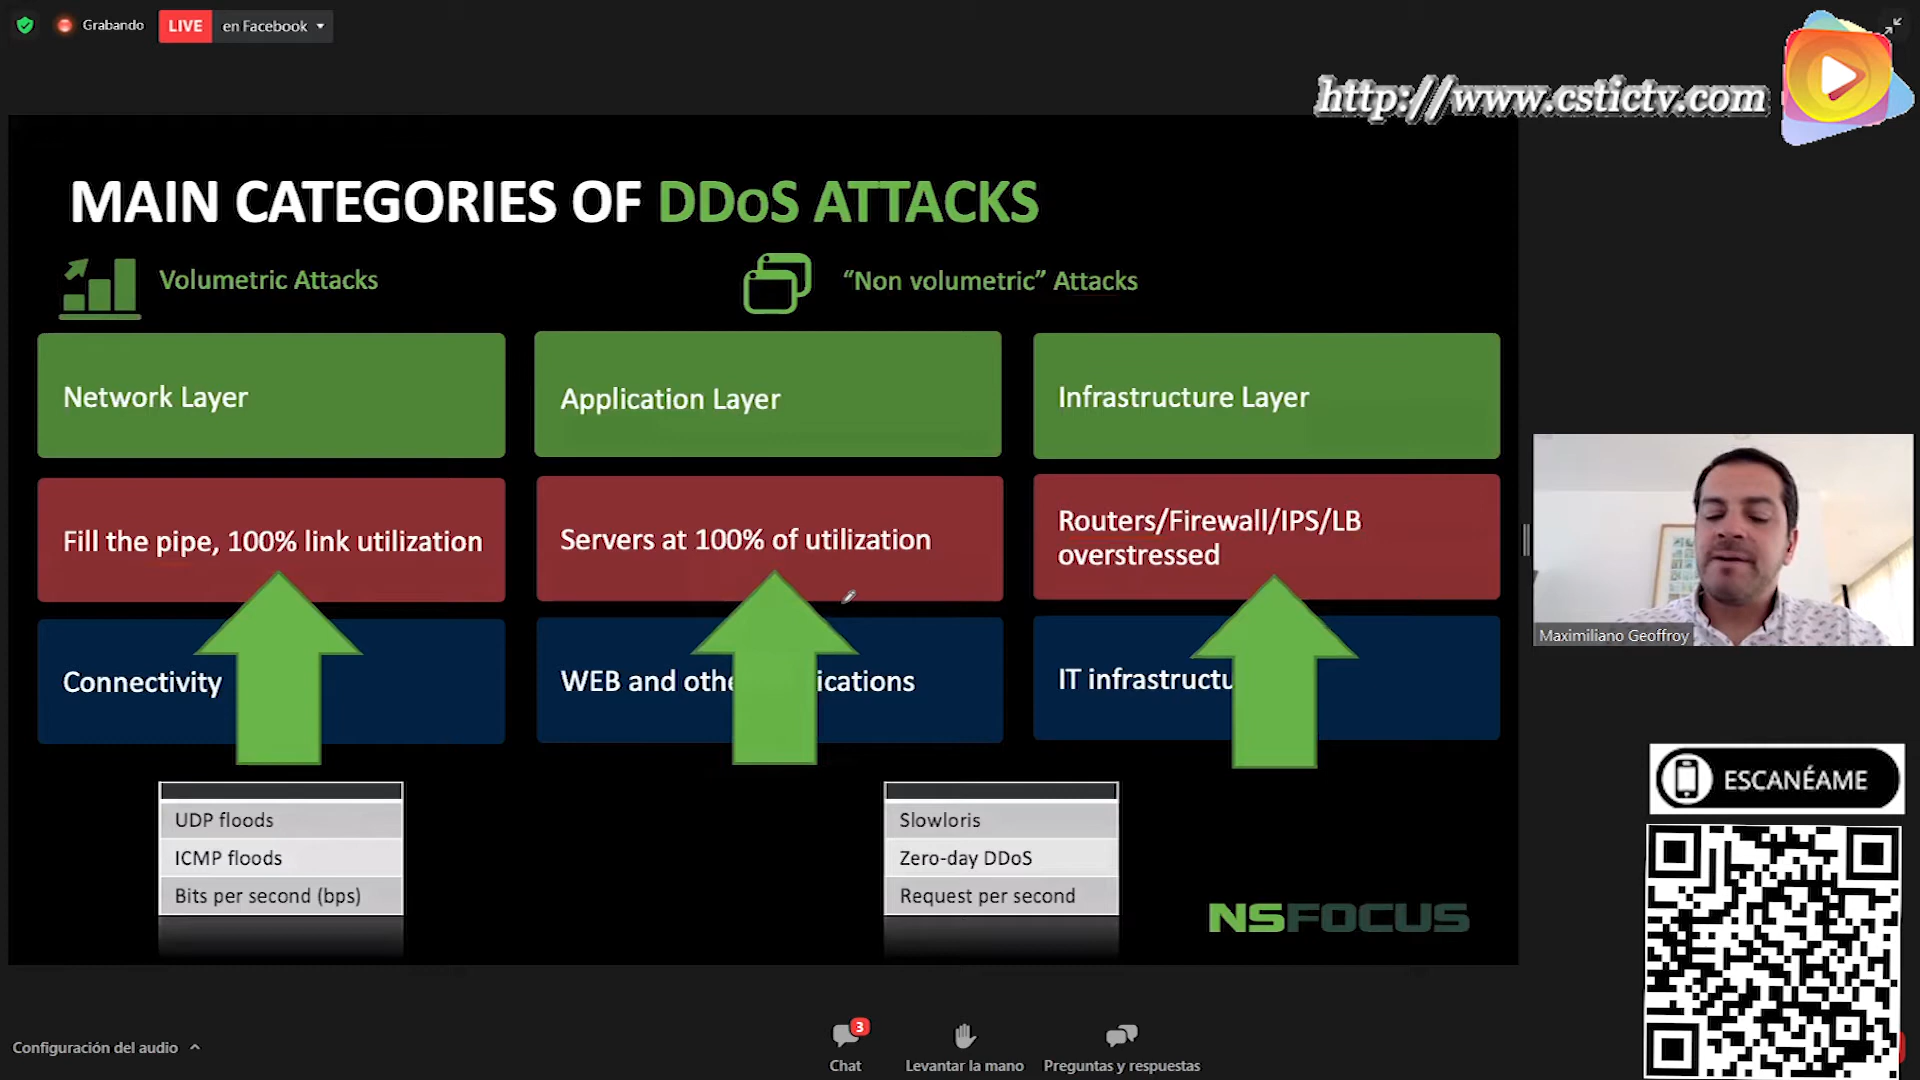 Grabando
LIVE en Facebook
http://www.cstictv.com
MAIN CATEGORIES OF DDoS ATTACKS
Volumetric Attacks
“Non volumetric” Attacks
Network Layer
Application Layer
Infrastructure Layer
Fill the pipe, 100% link utilization
Servers at 100% of utilization
Routers/Firewall/IPS/LB
overstressed
Connectivity
WEB and othe ications
IT infrastructu
Maximiliano Geoffroy
UDP floods
ICMP floods
Bits per second (bps)
Slowloris
Zero-day DDoS
Request per second
NSFOCUS
ESCANÉAME
Configuración del audio
3
Chat
Levantar la mano
Preguntas y respuestas